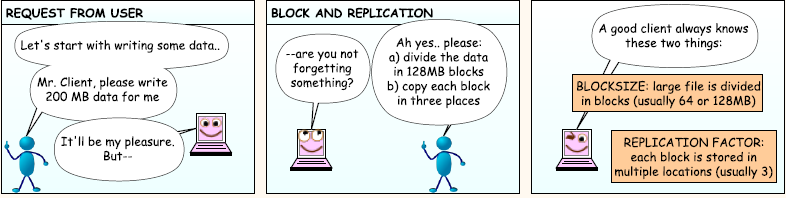 REQUEST FROM USER
Let's start with writing some data..
Mr. Client, please write
200 MB data for me
It'll be my pleasure.
But--
BLOCK AND REPLICATION
--are you not
forgetting
something?
Ah yes.. please:
a) divide the data
in 128MB blocks
b) copy each block
in three places
A good client always knows
these two things:
BLOCKSIZE: large file is divided
in blocks (usually 64 or 128MB)
REPLICATION FACTOR:
each block is stored in
multiple locations (usually 3)